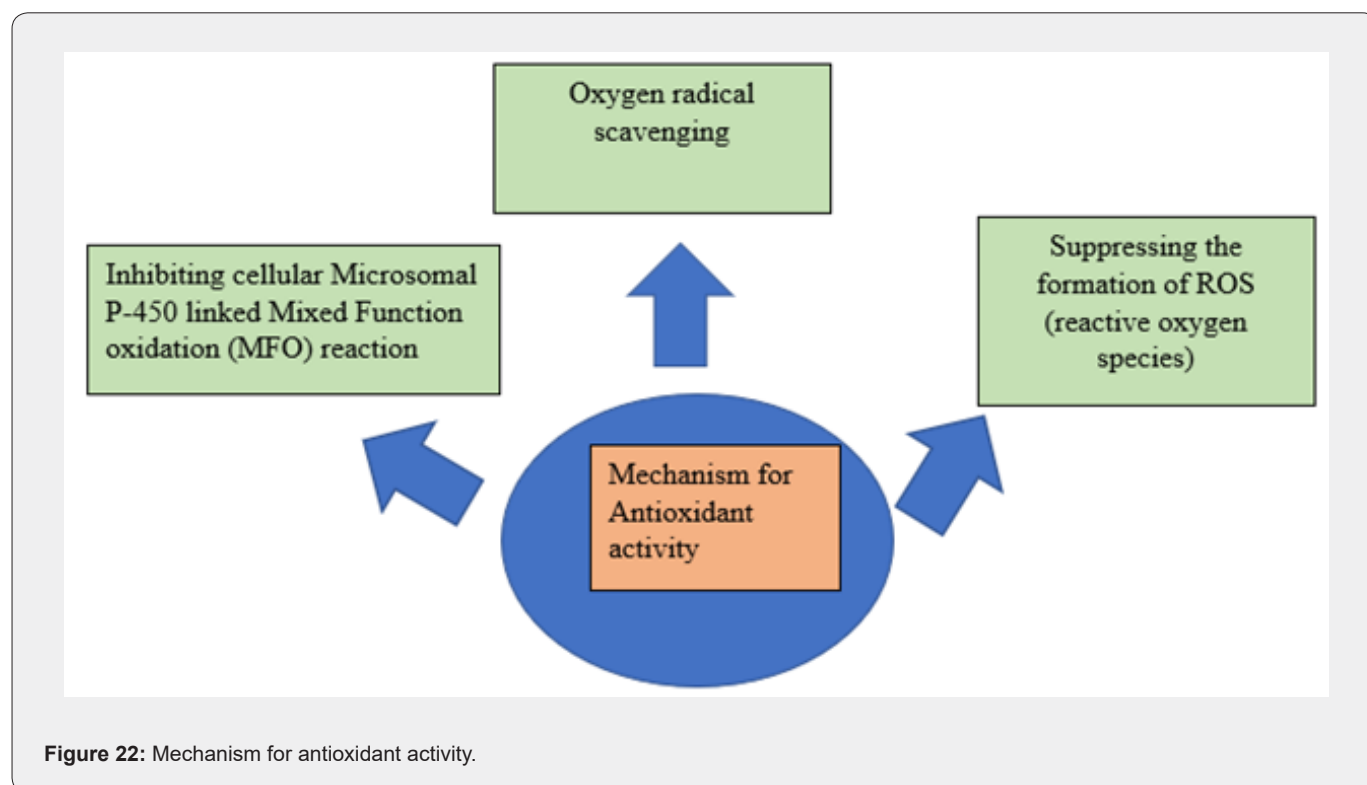 Oxygen radical
scavenging
Inhibiting cellular Microsomal
P-450 linked Mixed Function
oxidation (MFO) reaction
Suppressing the
formation of ROS
(reactive oxygen
species)
Mechanism for
Antioxidant
activity
Figure 22: Mechanism for antioxidant activity.